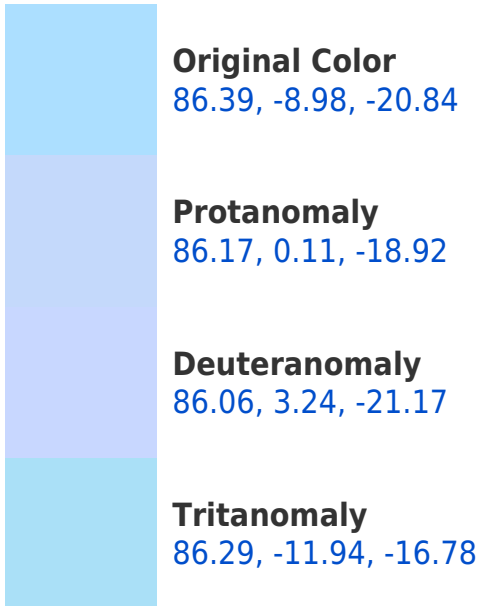 Original Color
86.39, -8.98, -20.84
Protanomaly
86.17, 0.11, -18.92
Deuteranomaly
86.06, 3.24, -21.17
Tritanomaly
86.29, -11.94, -16.78